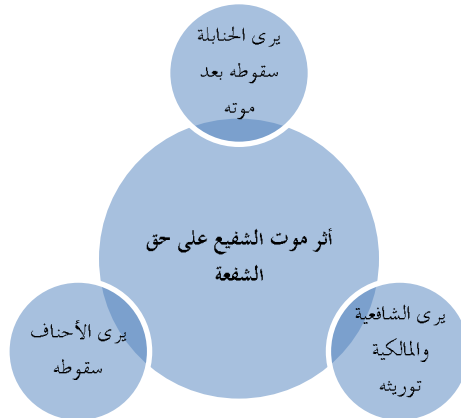 يرى الحنابلة
سقوطه بعد
موته
أثر موت الشفيع على حق
الشفعة
يرى الشافعية
والمالكية
توريثه
يرى الأحناف
سقوطه